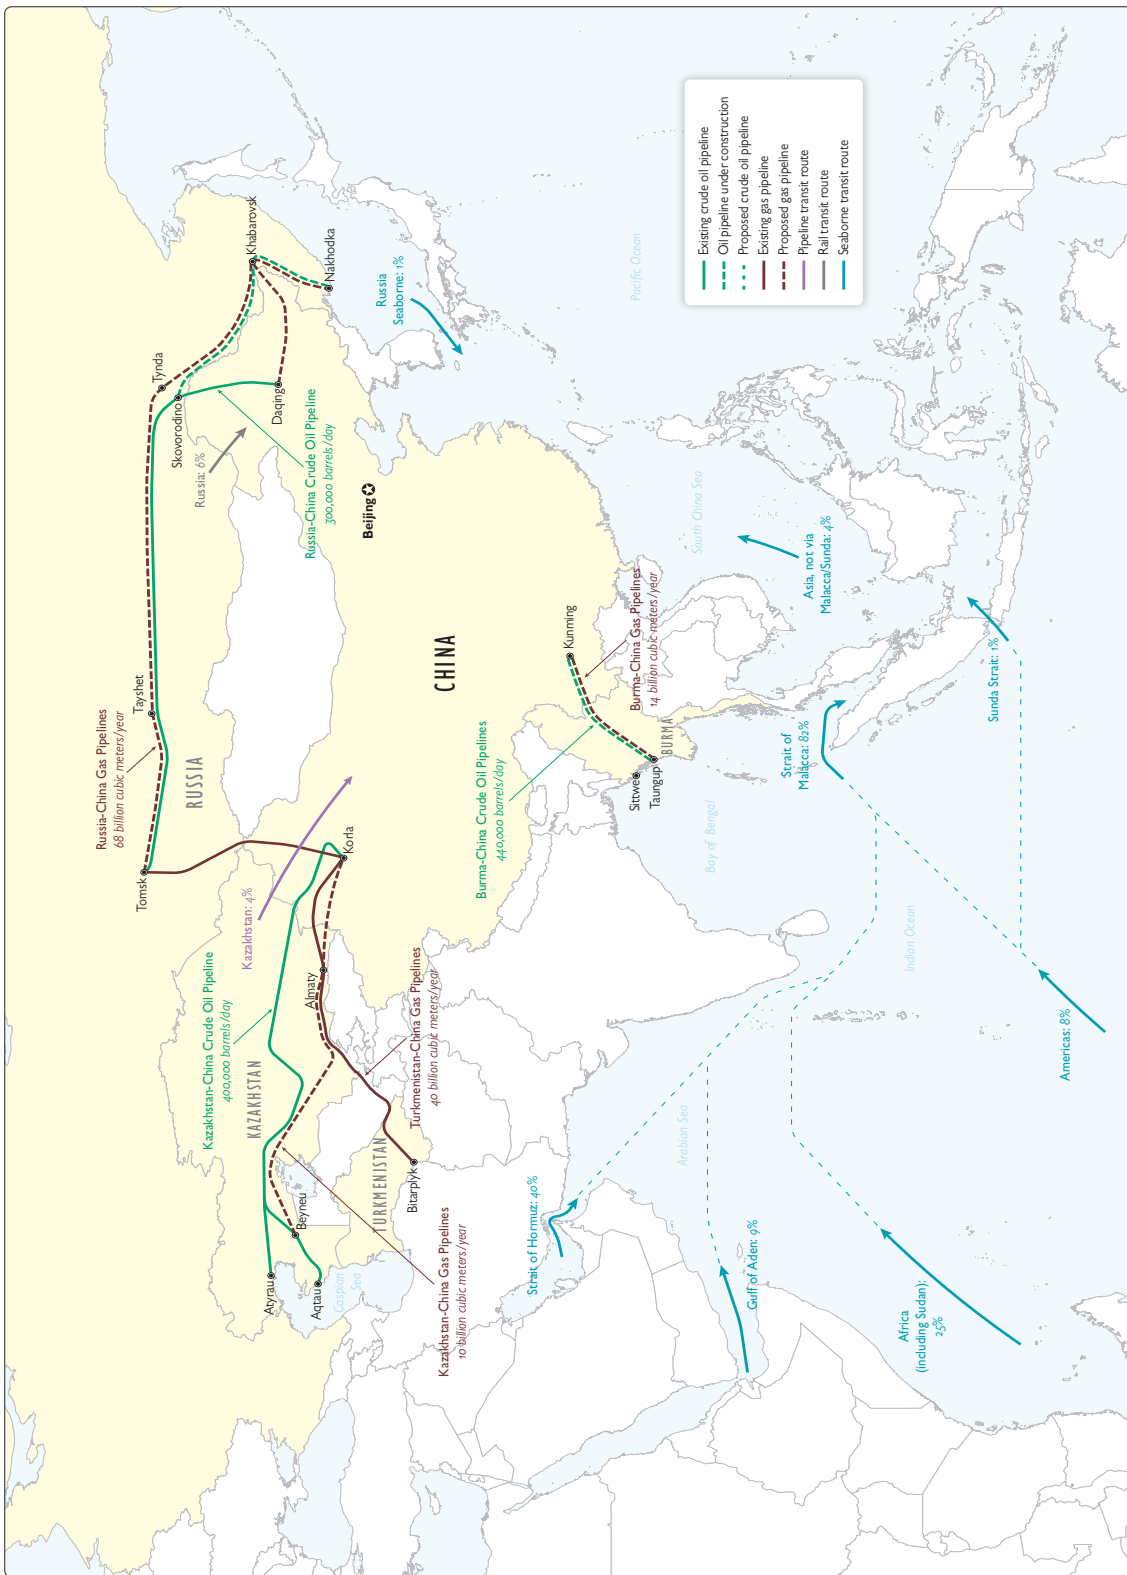 Russia-China Gas Pipelines
68 billion cubic meters/year
Tomsk
Tayshet
Tynda
Skovorodino
Khabarovsk
RUSSIA
Russia: 6%
Daqing
Nakhodka
Russia-China Crude Oil Pipeline
300,000 barrels/day
Russia
Seaborne: 1%
Kazakhstan-China Crude Oil Pipeline
400,000 barrels/day
Kazakhstan: 4%
KAZAKHSTAN
Korla
Almaty
Atyrau
Beyneu
Aqtau
Caspian
Sea
TURKMENISTAN
Bitarplyk
Turkmenistan-China Gas Pipelines
40 billion cubic meters/year
Kazakhstan-China Gas Pipelines
10 billion cubic meters/year
Beijing
CHINA
Burma-China Crude Oil Pipelines
440,000 barrels/day
Kunming
Burma-China Gas Pipelines
14 billion cubic meters/year
Sittwe
Taungup
BURMA
Pacific Ocean
South China Sea
Bay of Bengal
Arabian Sea
Indian Ocean
Strait of Hormuz: 40%
Gulf of Aden: 9%
Africa
(including Sudan):
25%
Americas: 8%
Strait of
Malacca: 82%
Asia, not via
Malacca/Sunda: 4%
Sunda Strait: 1%
Existing crude oil pipeline
Oil pipeline under construction
Proposed crude oil pipeline
Existing gas pipeline
Proposed gas pipeline
Pipeline transit route
Rail transit route
Seaborne transit route